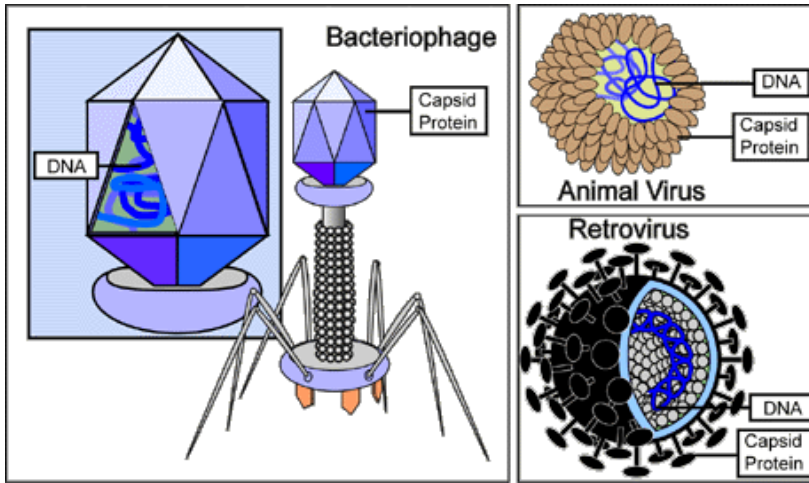 Bacteriophage
Capsid
Protein
DNA
DNA
Capsid
Protein
Animal Virus
Retrovirus
DNA
Capsid
Protein